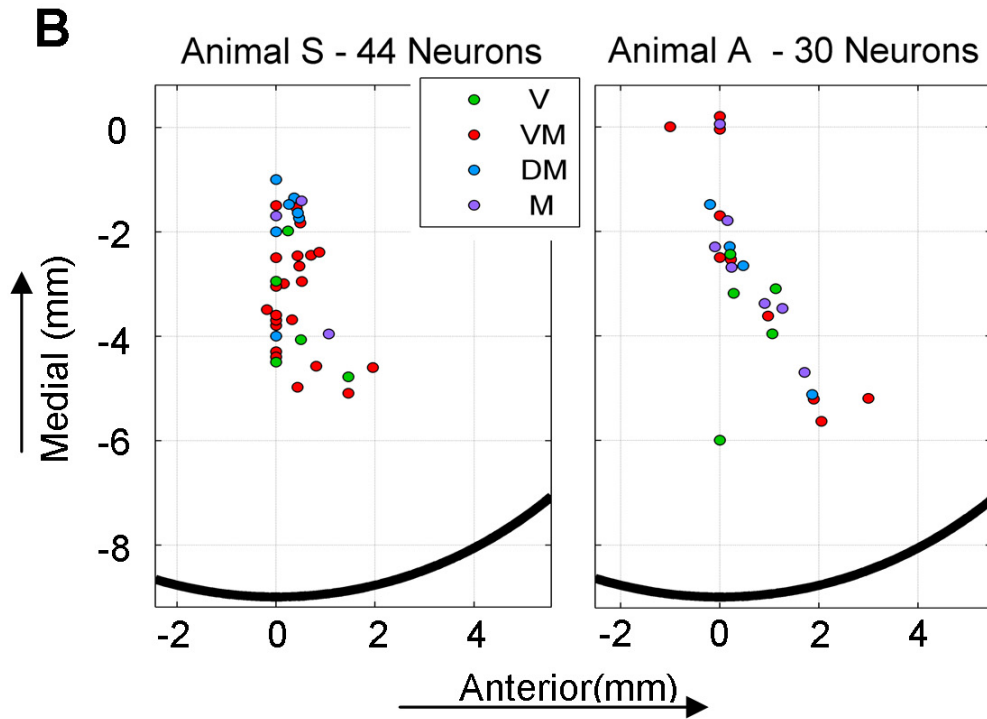 B
Animal S - 44 Neurons
Animal A - 30 Neurons
V
VM
DM
M
0
-2
-4
-6
-8
Medial (mm)
-2 0 2 4
-2 0 2 4
Anterior(mm)